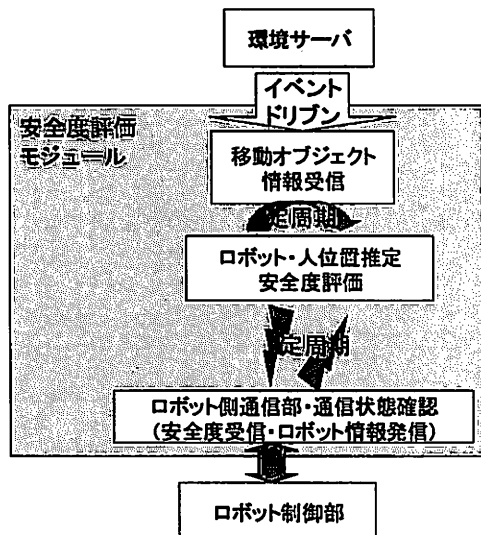 環境サーバ
イベント
ドリブン
安全度評価
モジュール
移動オブジェクト
情報受信
定周期
ロボット・人位置推定
安全度評価
定周期
ロボット側通信部・通信状態確認
(安全度受信・ロボット情報発信)
ロボット制御部